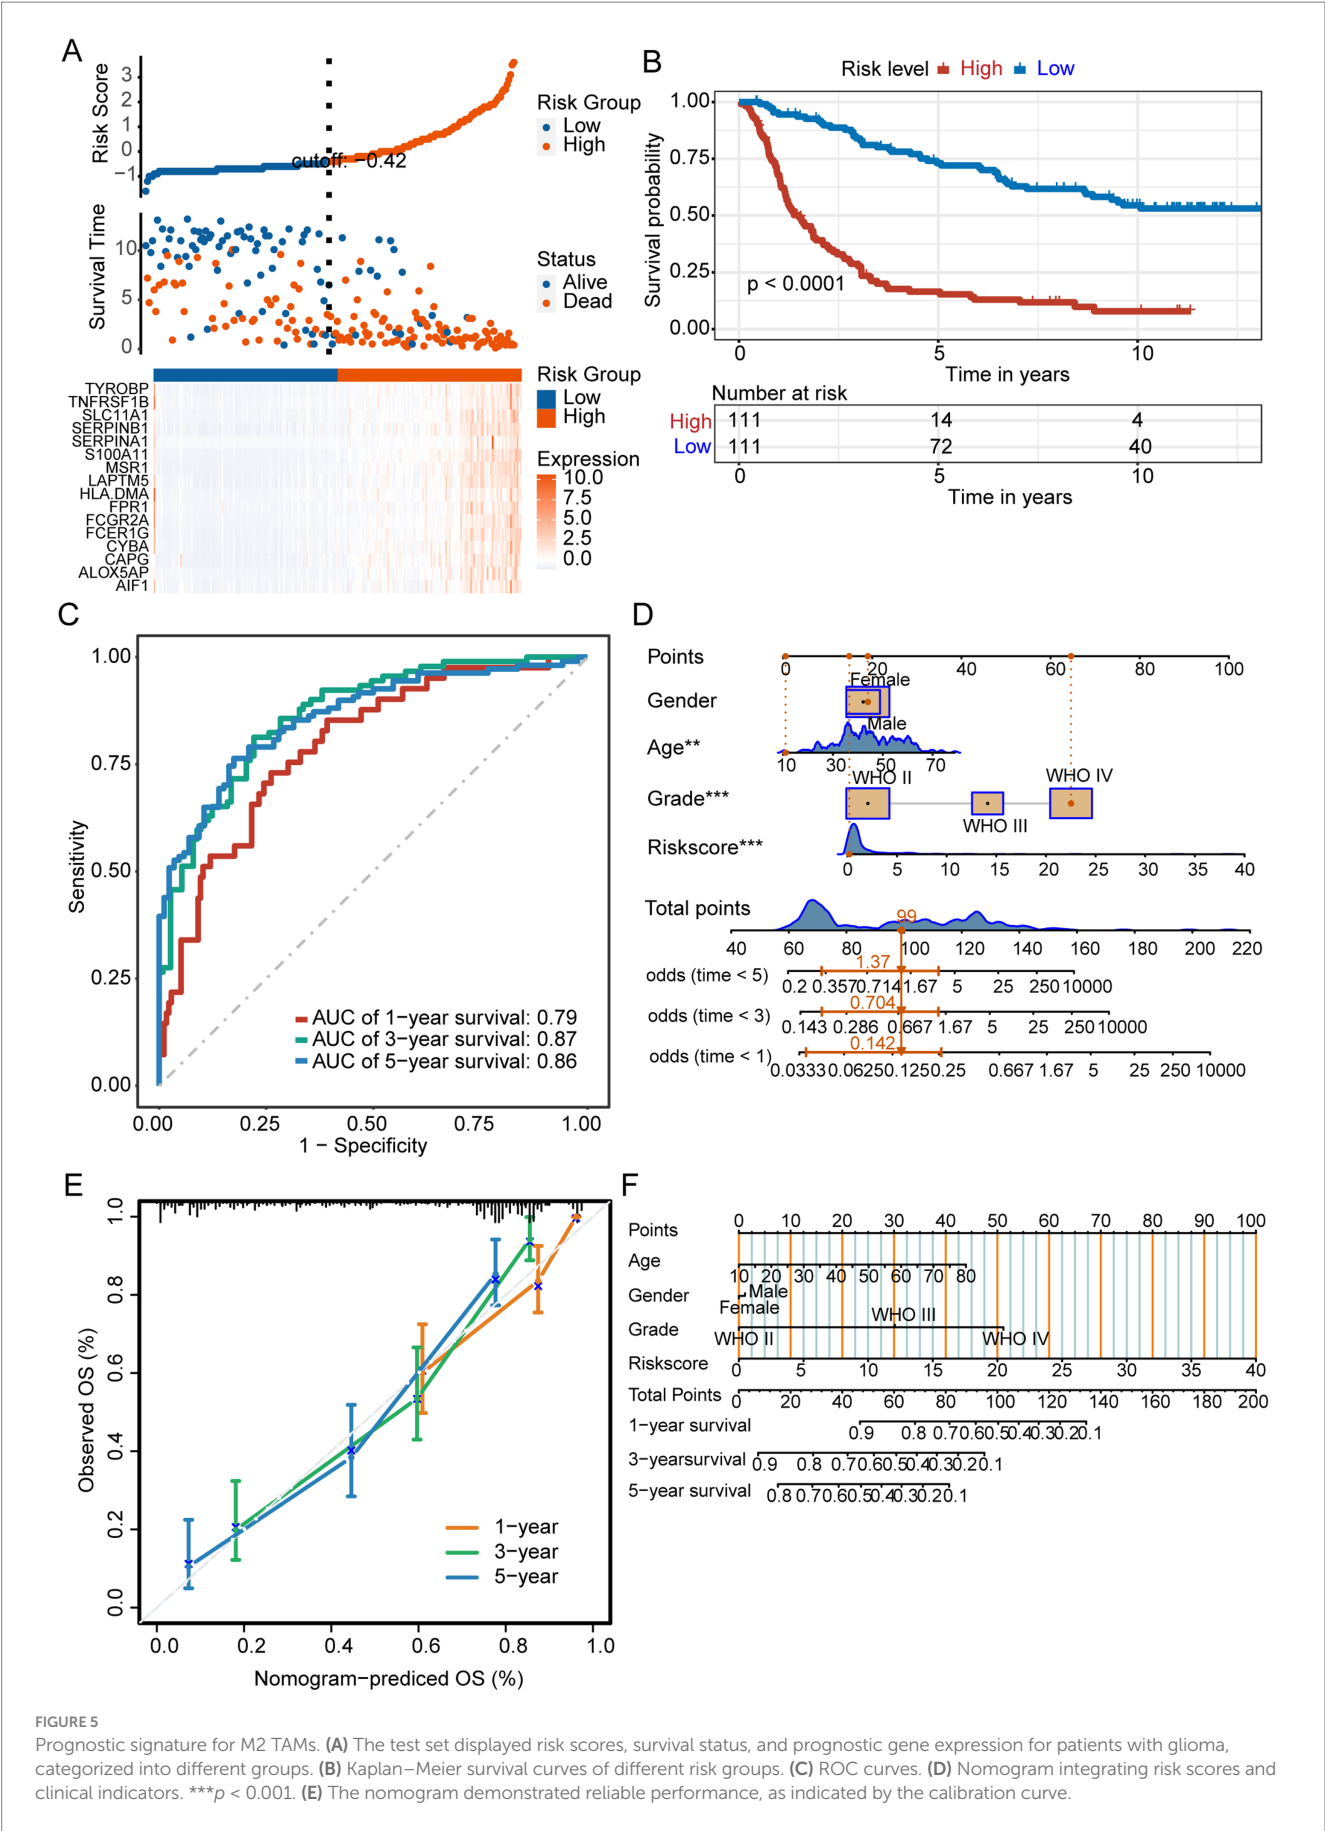 A
Risk Score
3
2
1
0
−1
cutoff: −0.42
Risk Group
Low
High
Survival Time
10
5
0
Status
Alive
Dead
TYROBP
TNFRSF1B
SLC11A1
SERPINB1
SERPINA1
S100A11
MSR1
LAPTM5
HLA.DMA
FPR1
FCGR2A
FCER1G
CYBA
CAPG
ALOX5AP
AIF1
Risk Group
Low
High
Expression
10.0
7.5
5.0
2.5
0.0
B
Risk level High Low
Survival probability
1.00
0.75
0.50
0.25
0.00
p < 0.0001
0 5 10
Time in years
Number at risk
High 111 14 4
Low 111 72 40
0 5 10
Time in years
C
Sensitivity
1.00
0.75
0.50
0.25
0.00
AUC of 1−year survival: 0.79
AUC of 3−year survival: 0.87
AUC of 5−year survival: 0.86
0.00 0.25 0.50 0.75 1.00
1 − Specificity
D
Points
0 20 40 60 80 100
Female
Gender
Male
Age**
10 30 50 70
WHO II WHO IV
Grade***
WHO III
Riskscore***
0 5 10 15 20 25 30 35 40
Total points
99
40 60 80 100 120 140 160 180 200 220
1.37
odds (time < 5)
0.2 0.357 0.714 1.67 5 25 250 10000
0.704
odds (time < 3)
0.143 0.286 0.667 1.67 5 25 250 10000
0.142
odds (time < 1)
0.0333 0.0625 0.125 0.25 0.667 1.67 5 25 250 10000
E
Observed OS (%)
1.0
0.8
0.6
0.4
0.2
0.0
1−year
3−year
5−year
0.0 0.2 0.4 0.6 0.8 1.0
Nomogram−prediced OS (%)
F
Points
0 10 20 30 40 50 60 70 80 90 100
Age
10 20 30 40 50 60 70 80
Gender
Male
Female
WHO III
Grade
WHO II WHO IV
Riskscore
0 5 10 15 20 25 30 35 40
Total Points
0 20 40 60 80 100 120 140 160 180 200
1−year survival
0.9 0.8 0.7 0.6 0.5 0.4 0.3 0.2 0.1
3−yearsurvival
0.9 0.8 0.7 0.6 0.5 0.4 0.3 0.2 0.1
5−year survival
0.8 0.7 0.6 0.5 0.4 0.3 0.2 0.1
FIGURE 5
Prognostic signature for M2 TAMs. (A) The test set displayed risk scores, survival status, and prognostic gene expression for patients with glioma,
categorized into different groups. (B) Kaplan–Meier survival curves of different risk groups. (C) ROC curves. (D) Nomogram integrating risk scores and
clinical indicators. ***p < 0.001. (E) The nomogram demonstrated reliable performance, as indicated by the calibration curve.